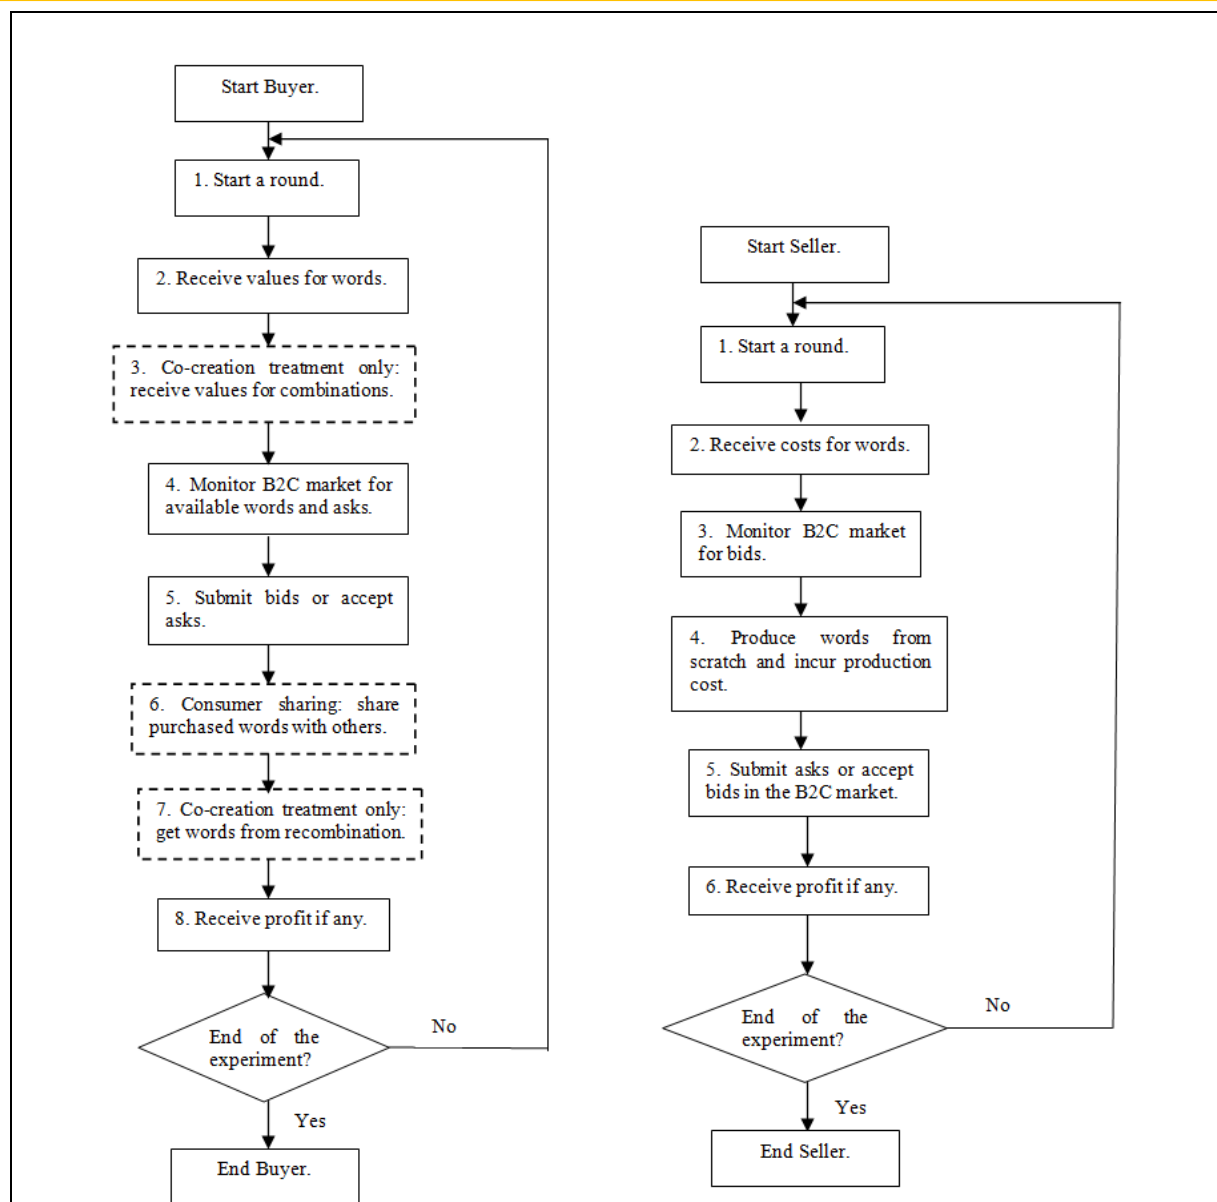 Start Buyer.
1. Start a round.
2. Receive values for words.
3. Co-creation treatment only:
receive values for combinations.
4. Monitor B2C market for
available words and asks.
5. Submit bids or accept
asks.
6. Consumer sharing: share
purchased words with others.
7. Co-creation treatment only:
get words from recombination.
8. Receive profit if any.
End of the
experiment?
No
Yes
End Buyer.
Start Seller.
1. Start a round.
2. Receive costs for words.
3. Monitor B2C market
for bids.
4. Produce words from
scratch and incur production
cost.
5. Submit asks or accept
bids in the B2C market.
6. Receive profit if any.
End of the
experiment?
No
Yes
End Seller.